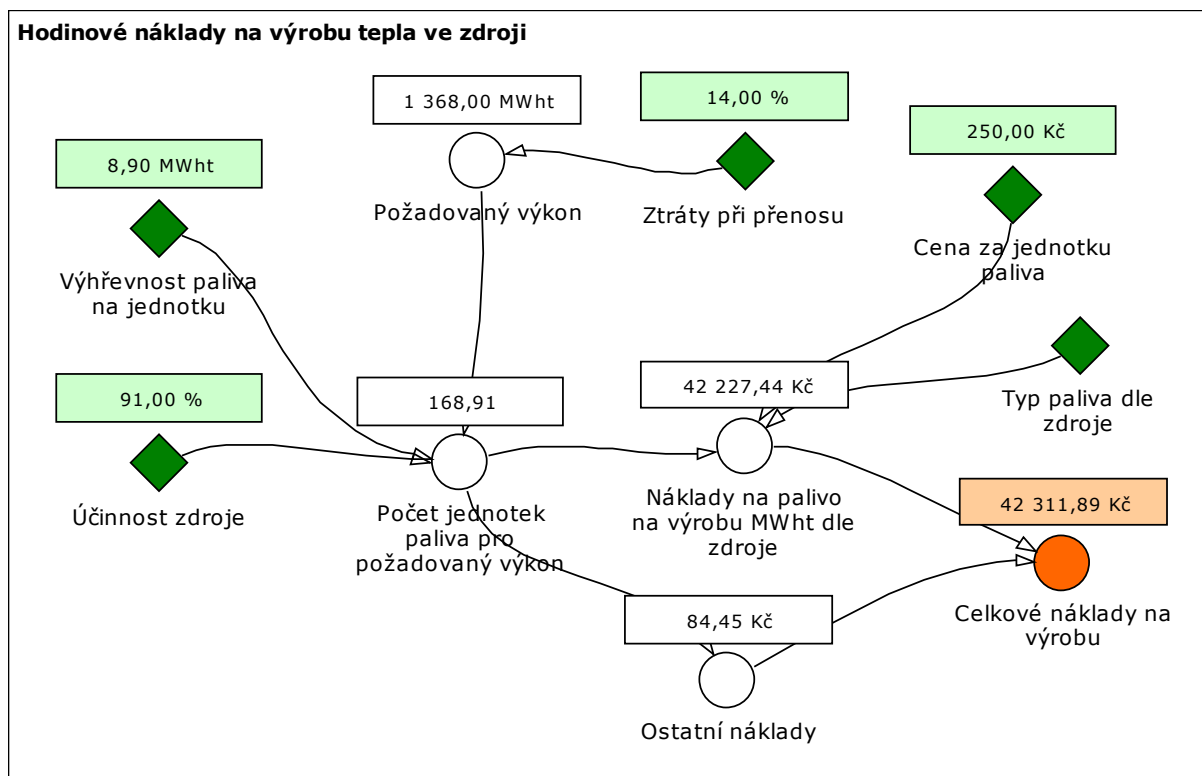 Hodinové náklady na výrobu tepla ve zdroji
1 368,00 MWht
14,00 %
250,00 Kč
8,90 MWht
Požadovaný výkon
Ztráty při přenosu
Cena za jednotku
paliva
Výhřevnost paliva
na jednotku
91,00 %
168,91
42 227,44 Kč
Typ paliva dle
zdroje
Účinnost zdroje
Počet jednotek
paliva pro
požadovaný výkon
Náklady na palivo
na výrobu MWht dle
zdroje
42 311,89 Kč
84,45 Kč
Celkové náklady na
výrobu
Ostatní náklady